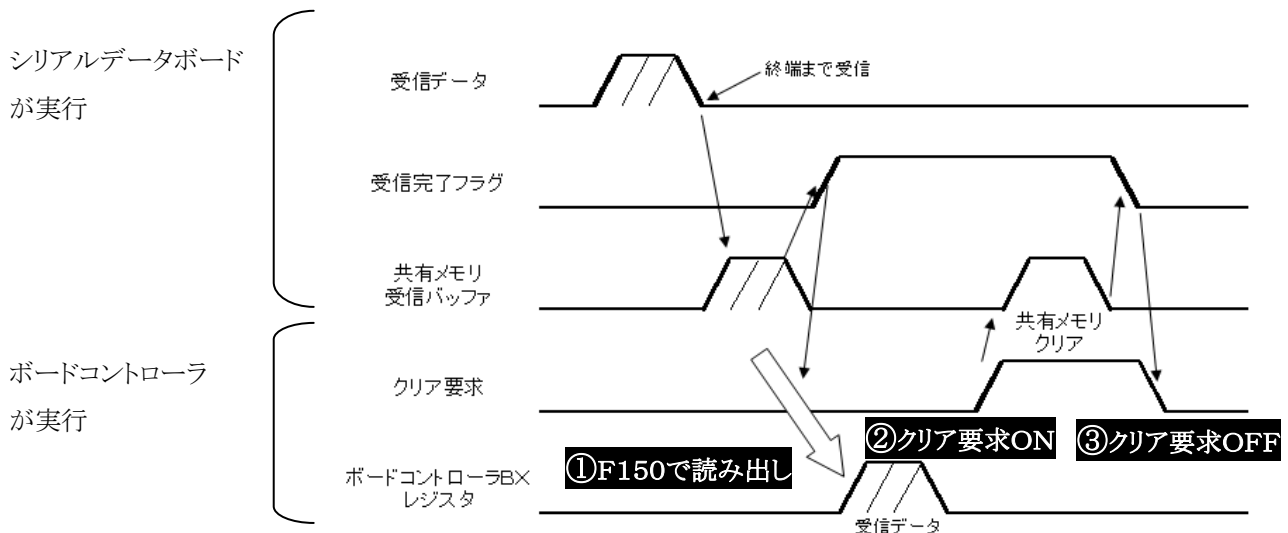 シリアルデータボード
が実行
受信データ
終端まで受信
受信完了フラグ
共有メモリ
受信バッファ
共有メモリ
クリア
ボードコントローラ
が実行
クリア要求
②クリア要求ON
③クリア要求OFF
①F150で読み出し
ボードコントローラBX
レジスタ
受信データ